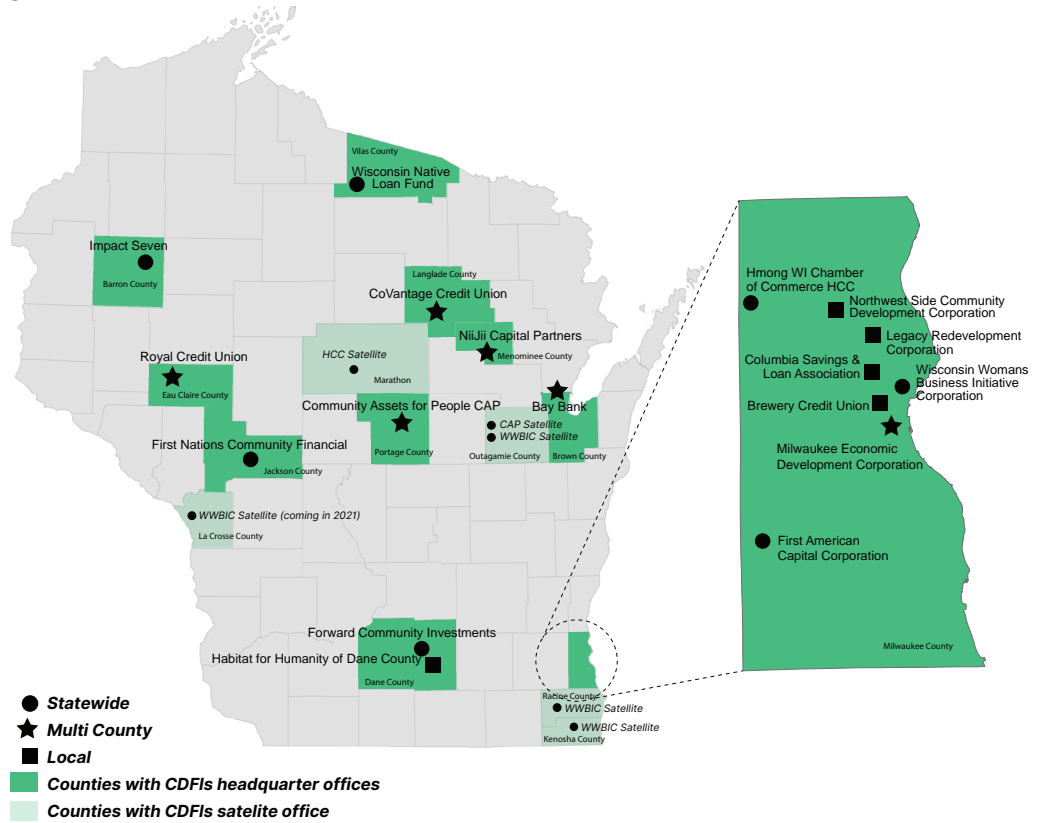 Vilas County
Wisconsin Native
Loan Fund
Impact Seven
Barron County
Langlade County
CoVantage Credit Union
NiiJii Capital Partners
Menominee County
HCC Satellite
Marathon
Royal Credit Union
Eau Claire County
Community Assets for People CAP
Portage County
Bay Bank
CAP Satellite
WWBIC Satellite
Outagamie County
Brown County
First Nations Community Financial
Jackson County
WWBIC Satellite (coming in 2021)
La Crosse County
Forward Community Investments
Habitat for Humanity of Dane County
Dane County
Racine County
WWBIC Satellite
WWBIC Satellite
Kenosha County
Hmong WI Chamber
of Commerce HCC
Northwest Side Community
Development Corporation
Legacy Redevelopment
Corporation
Columbia Savings &
Loan Association
Wisconsin Womans
Business Initiative
Corporation
Brewery Credit Union
Milwaukee Economic
Development Corporation
First American
Capital Corporation
Milwaukee County
Statewide
Multi County
Local
Counties with CDFIs headquarter offices
Counties with CDFIs satelite office